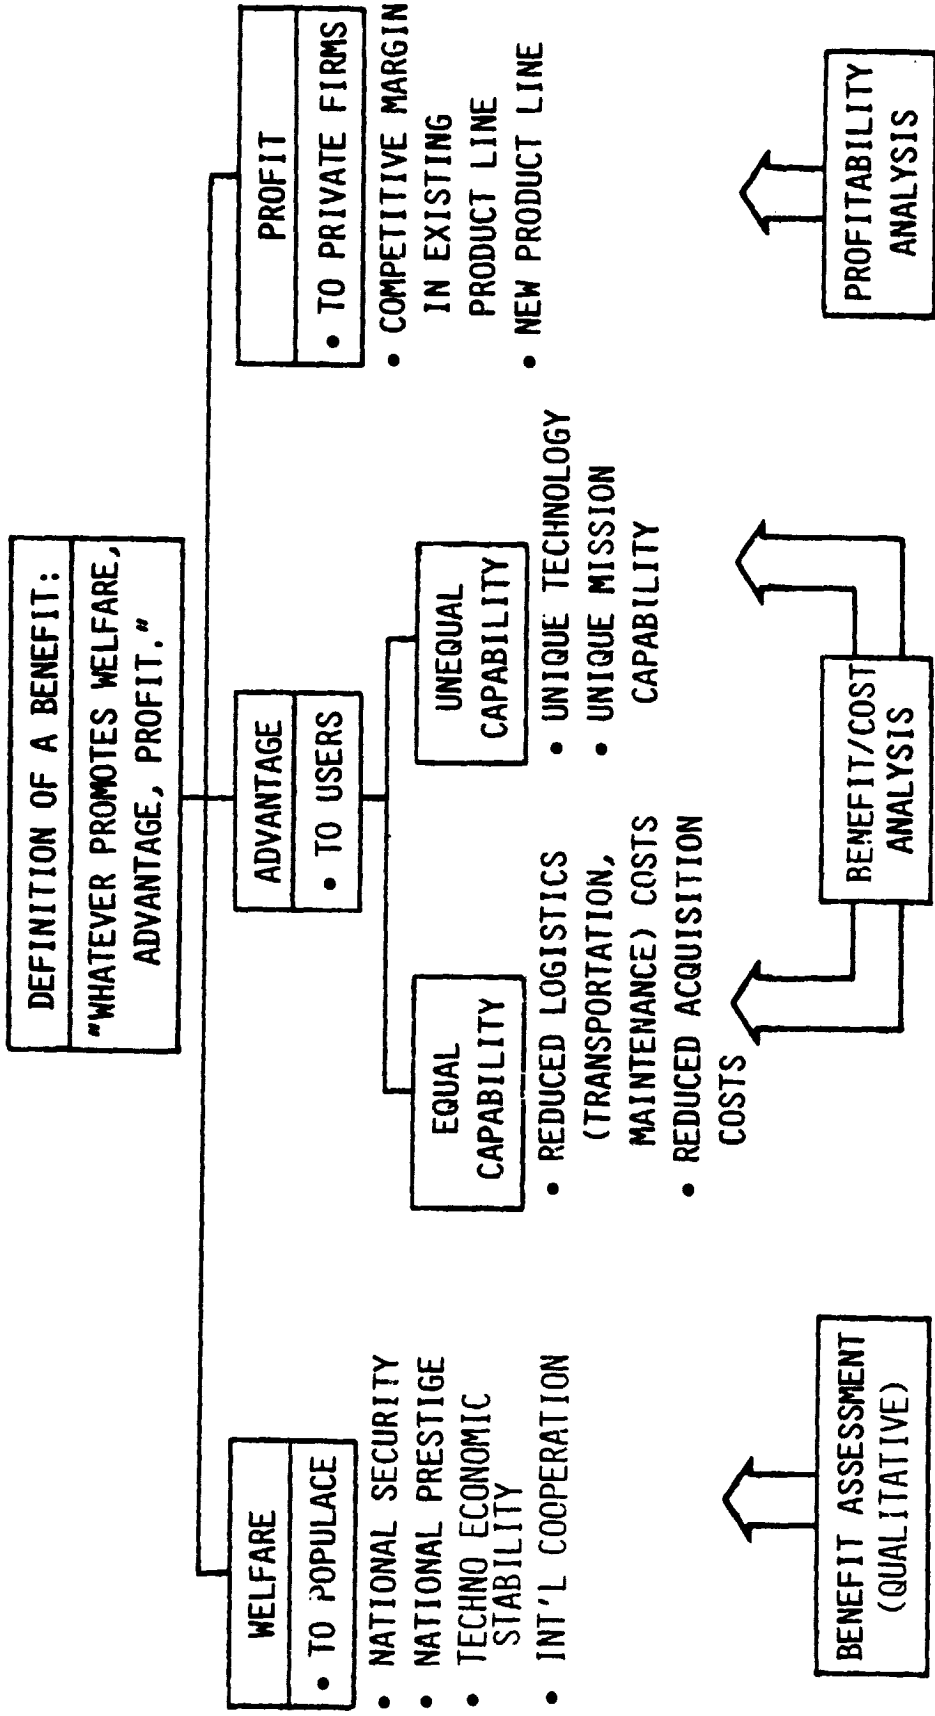 DEFINITION OF A BENEFIT:
"WHATEVER PROMOTES WELFARE,
ADVANTAGE, PROFIT."
WELFARE
• TO POPULACE
• NATIONAL SECURITY
• NATIONAL PRESTIGE
• TECHNO ECONOMIC
STABILITY
• INT'L COOPERATION
BENEFIT ASSESSMENT
(QUALITATIVE)
ADVANTAGE
• TO USERS
EQUAL
CAPABILITY
• REDUCED LOGISTICS
(TRANSPORTATION,
MAINTENANCE) COSTS
• REDUCED ACQUISITION
COSTS
UNEQUAL
CAPABILITY
• UNIQUE TECHNOLOGY
• UNIQUE MISSION
CAPABILITY
BENEFIT/COST
ANALYSIS
PROFIT
• TO PRIVATE FIRMS
• COMPETITIVE MARGIN
IN EXISTING
PRODUCT LINE
• NEW PRODUCT LINE
PROFITABILITY
ANALYSIS